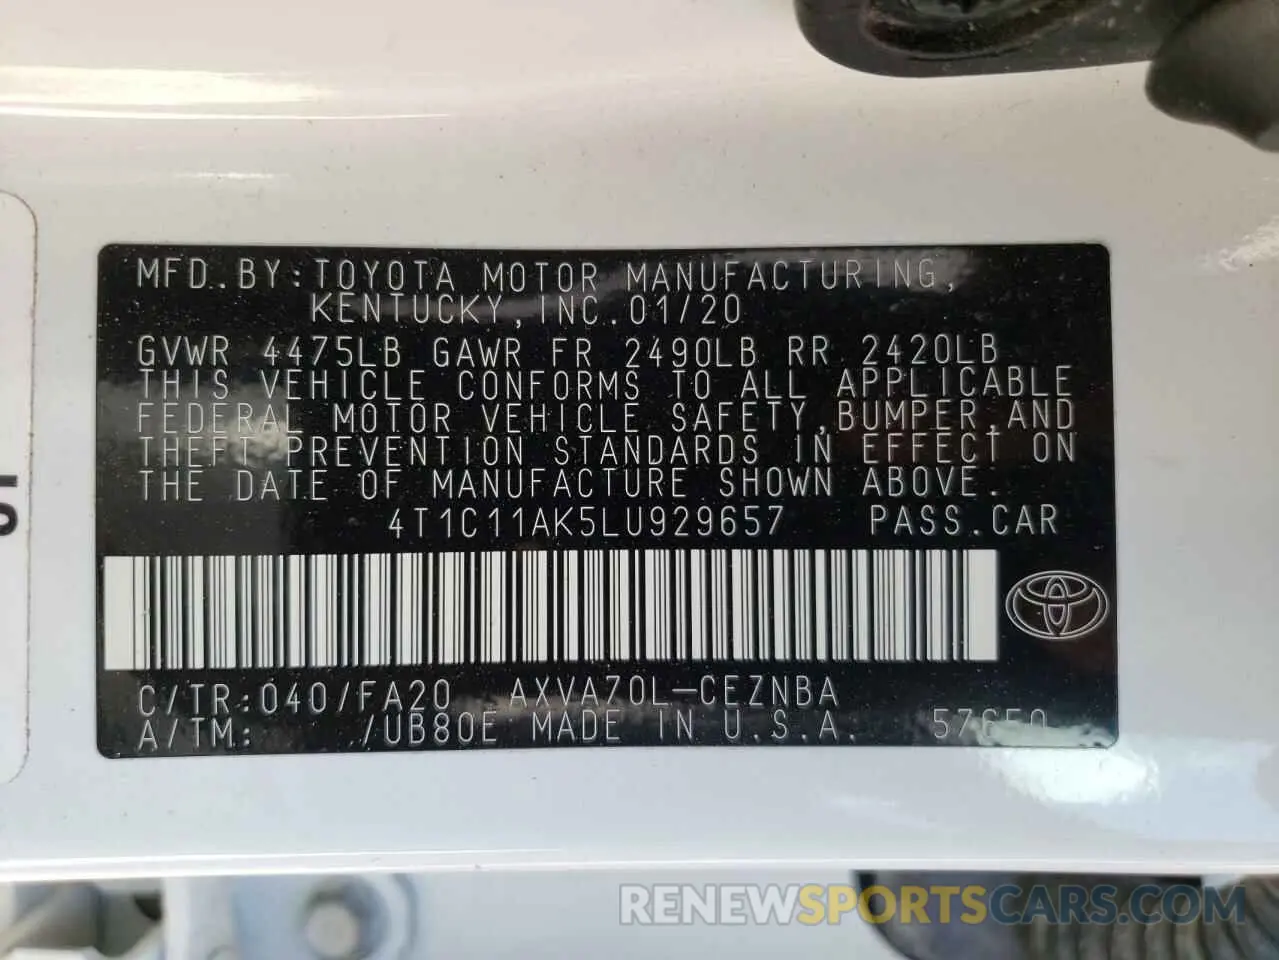 MFD. BY: TOYOTA MOTOR MANUFACTURING,
KENTUCKY, INC. 01/20
GVWR 4475LB GAWR FR 2490LB RR 2420LB
THIS VEHICLE CONFORMS TO ALL APPLICABLE
FEDERAL MOTOR VEHICLE SAFETY, BUMPER, AND
THEFT PREVENTION STANDARDS IN EFFECT ON
THE DATE OF MANUFACTURE SHOWN ABOVE.
4T1C11AK5LU929657 PASS. CAR
C/TR: 040/FA20 AXVA70L-CEZNBA
A/TM: /UB80E MADE IN U.S.A.
RENEWSPORTSCARS.COM